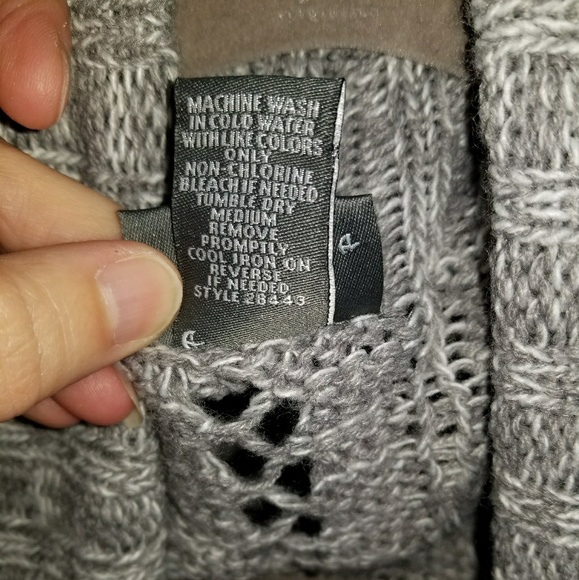 MACHINE WASH
IN COLD WATER
WITH LIKE COLORS
ONLY
NON-CHLORINE
BLEACH IF NEEDED
TUMBLE DRY
MEDIUM
REMOVE
PROMPTLY
COOL IRON ON
REVERSE
IF NEEDED
STYLE 28443